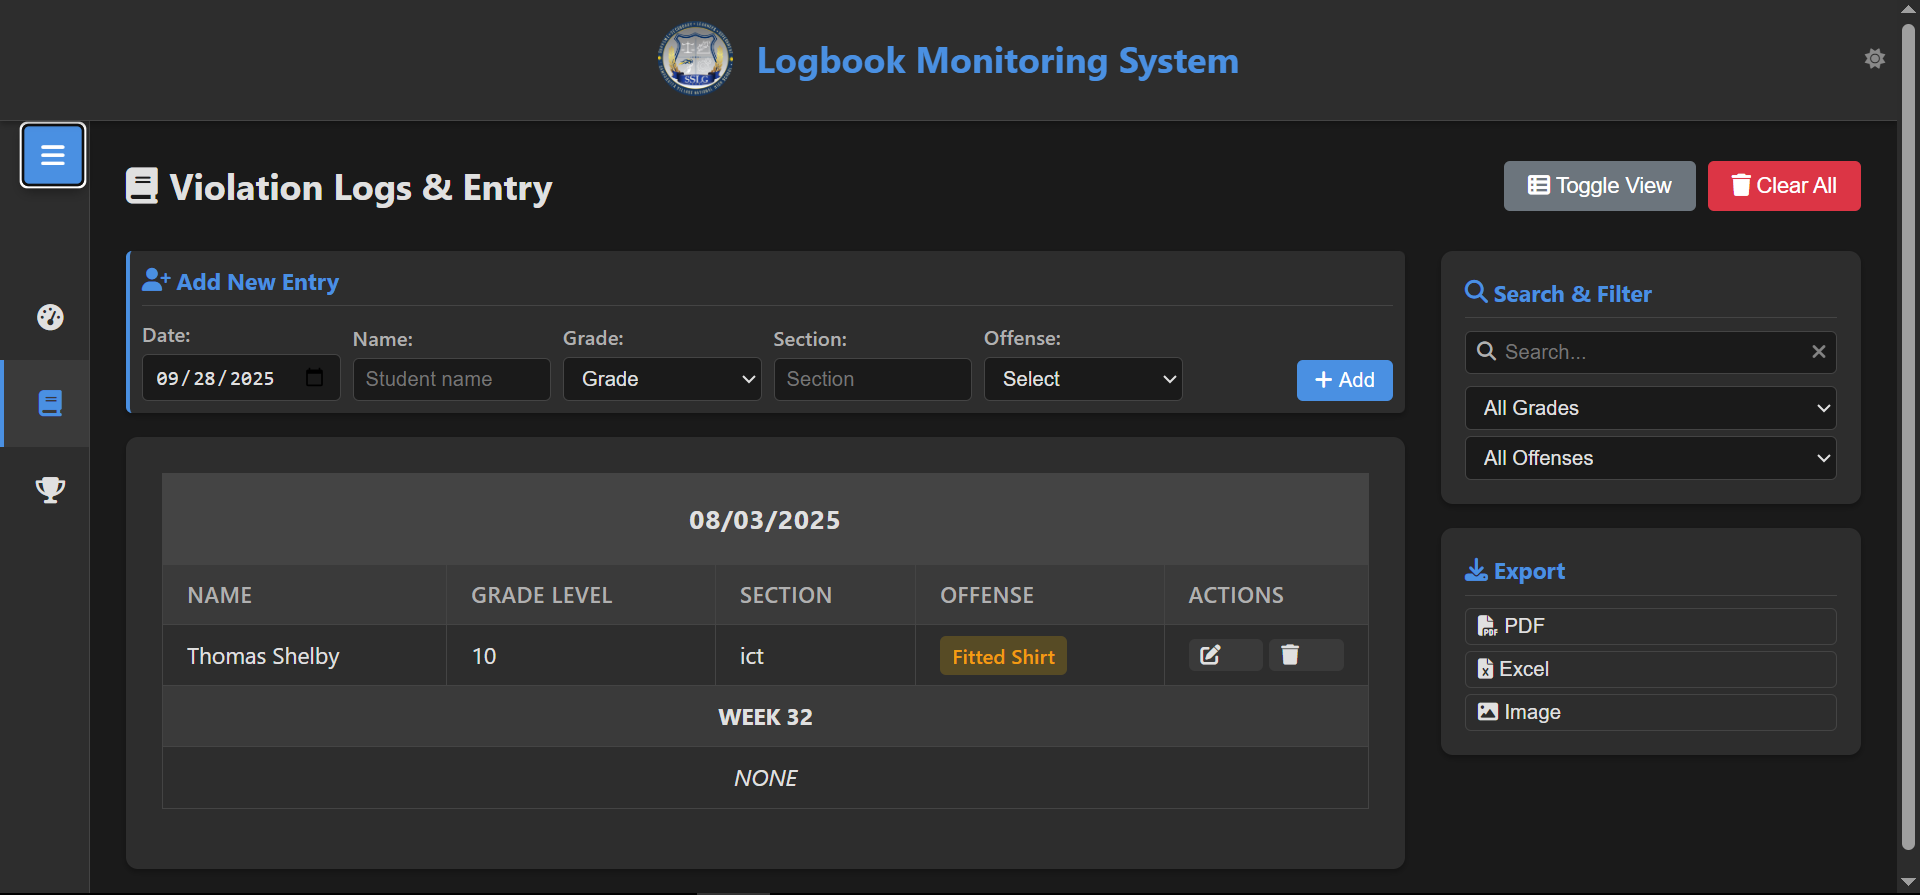 SSLG
Logbook Monitoring System
Violation Logs & Entry
Toggle View
Clear All
Add New Entry
Date:
Name:
Grade:
Section:
Offense:
09/28/2025
Student name
Grade
Section
Select
+ Add
08/03/2025
NAME
GRADE LEVEL
SECTION
OFFENSE
ACTIONS
Thomas Shelby
10
ict
Fitted Shirt
WEEK 32
NONE
Search & Filter
Search...
All Grades
All Offenses
Export
PDF
PDF
Excel
Image